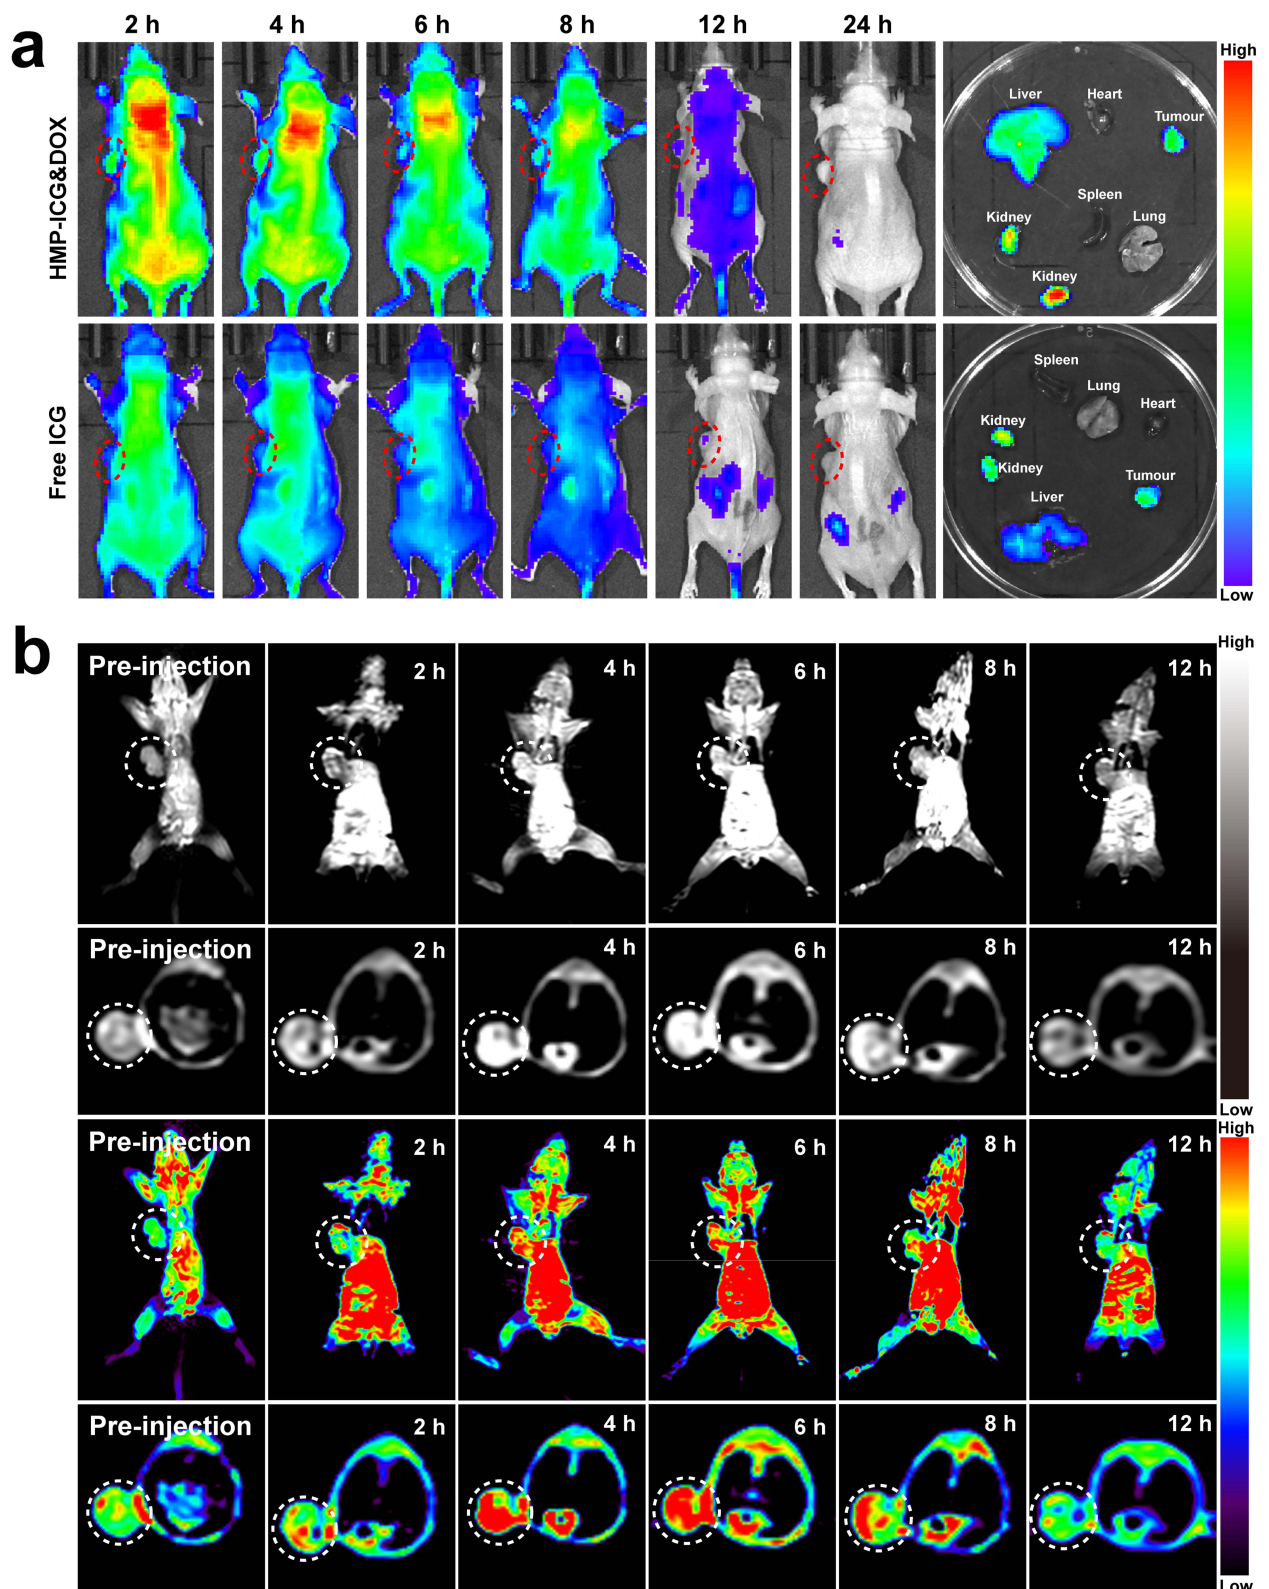 a
2 h 4 h 6 h 8 h 12 h 24 h
HMP-ICG&DOX
Liver Heart Tumour
Spleen
Kidney Lung
Kidney
High
Free ICG
Spleen
Lung
Heart
Kidney
Kidney Tumour
Liver
Low
b
High
Pre-injection 2 h 4 h 6 h 8 h 12 h
Pre-injection 2 h 4 h 6 h 8 h 12 h
Low
High
Pre-injection 2 h 4 h 6 h 8 h 12 h
Pre-injection 2 h 4 h 6 h 8 h 12 h
Low